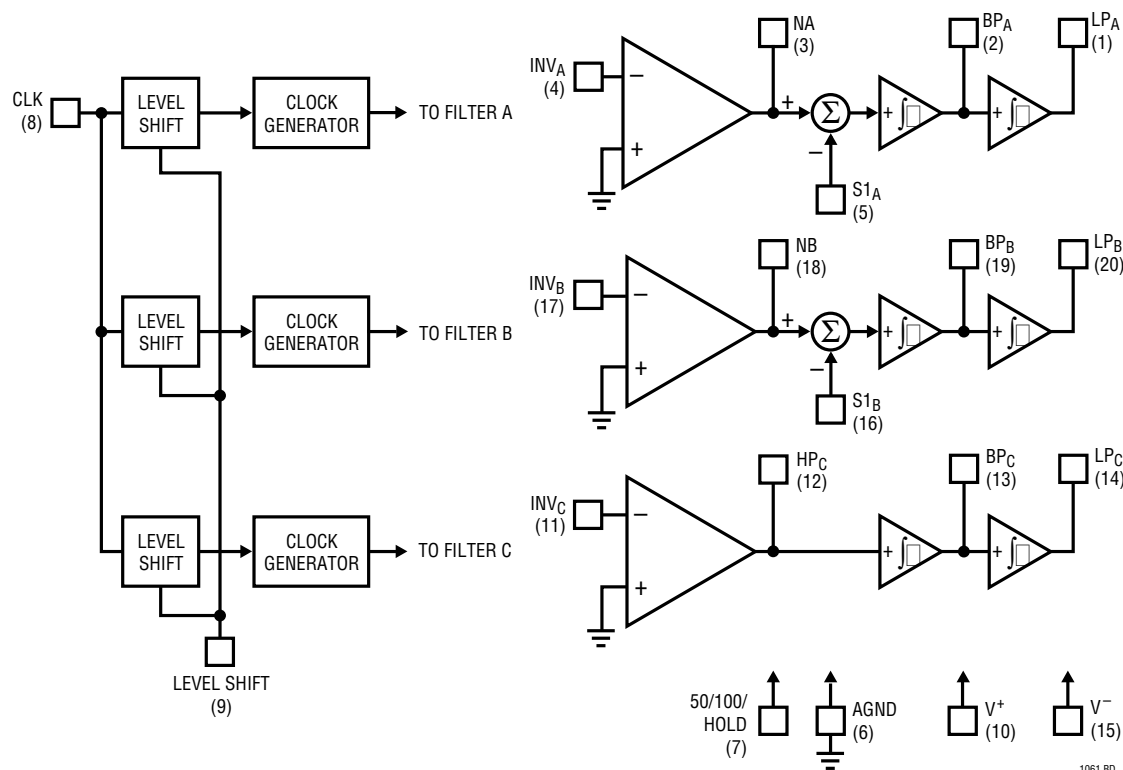 CLK
(8)
LEVEL
SHIFT
CLOCK
GENERATOR
TO FILTER A
LEVEL
SHIFT
CLOCK
GENERATOR
TO FILTER B
LEVEL
SHIFT
CLOCK
GENERATOR
TO FILTER C
LEVEL SHIFT
(9)
INVA
(4)
−
+
NA
(3)
+
Σ
−
S1A
(5)
+ ∫
BPA
(2)
+ ∫
LPA
(1)
INVB
(17)
−
+
NB
(18)
+
Σ
−
S1B
(16)
+ ∫
BPB
(19)
+ ∫
LPB
(20)
INVC
(11)
−
+
HPC
(12)
+ ∫
BPC
(13)
+ ∫
LPC
(14)
50/100/
HOLD
(7)
AGND
(6)
V+
(10)
V−
(15)
1061 BD